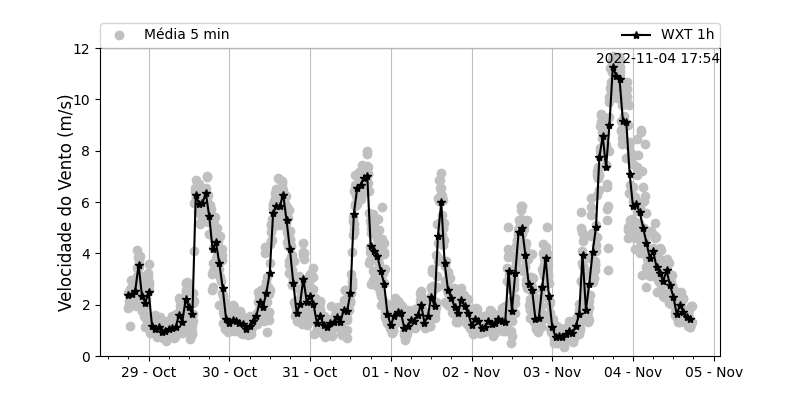 Média 5 min
WXT 1h
2022-11-04 17:54
Velocidade do Vento (m/s)
12
10
8
6
4
2
0
29 - Oct
30 - Oct
31 - Oct
01 - Nov
02 - Nov
03 - Nov
04 - Nov
05 - Nov